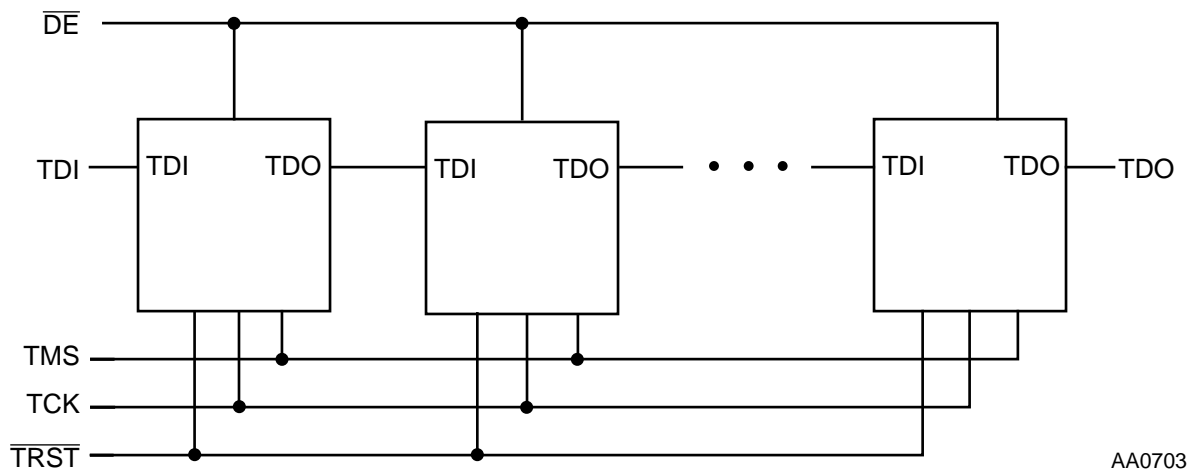 DE
TDI TDI TDO TDI TDO TDI TDO TDO
TMS
TCK
TRST
AA0703